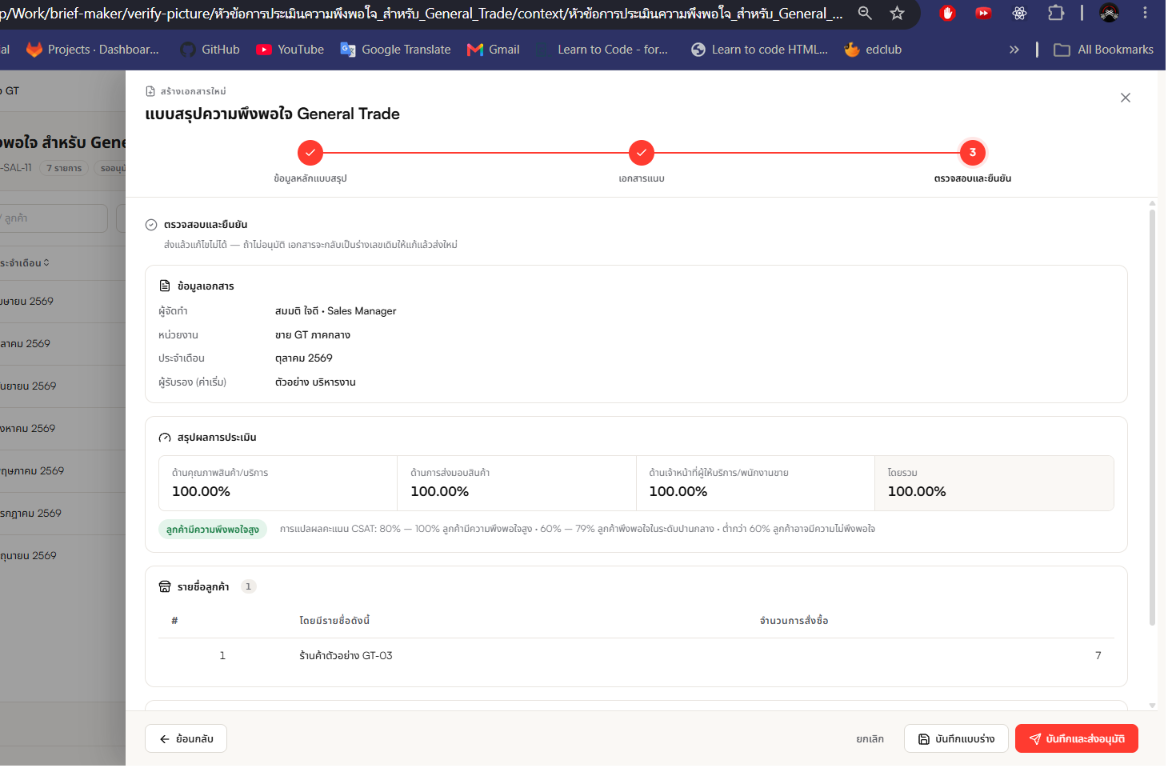 p/Work/brief-maker/verify-picture/หัวข้อการประเมินความพึงพอใจ_สำหรับ_General_Trade/context/หัวข้อการประเมินความพึงพอใจ_สำหรับ_General_...
al Projects · Dashboar... GitHub YouTube Google Translate Gmail Learn to Code - for... Learn to code HTML... edclub » All Bookmarks
GT
สร้างเอกสารใหม่
แบบสรุปความพึงพอใจ General Trade
งพอใจ สำหรับ Gene
-SAL-11 7 รายการ รออนุมั
3
ข้อมูลหลักแบบสรุป เอกสารแนบ ตรวจสอบและยืนยัน
/ ลูกค้า
ตรวจสอบและยืนยัน
ส่งแล้วแก้ไขไม่ได้ — ถ้าไม่อนุมัติ เอกสารจะกลับเป็นร่างเลขเดิมให้แก้แล้วส่งใหม่
ระจำเดือน
มษายน 2569
ลาคม 2569
ันยายน 2569
งหาคม 2569
ฤษภาคม 2569
รกฎาคม 2569
ถุนายน 2569
ข้อมูลเอกสาร
ผู้จัดทำ สมมติ ใจดี • Sales Manager
หน่วยงาน ขาย GT ภาคกลาง
ประจำเดือน ตุลาคม 2569
ผู้รับรอง (ค่าเริ่ม) ตัวอย่าง บริหารงาน
สรุปผลการประเมิน
ด้านคุณภาพสินค้า/บริการ ด้านการส่งมอบสินค้า ด้านเจ้าหน้าที่ผู้ให้บริการ/พนักงานขาย โดยรวม
100.00% 100.00% 100.00% 100.00%
ลูกค้ามีความพึงพอใจสูง การแปลผลคะแนน CSAT: 80% — 100% ลูกค้ามีความพึงพอใจสูง • 60% — 79% ลูกค้าพึงพอใจในระดับปานกลาง • ต่ำกว่า 60% ลูกค้าอาจมีความไม่พึงพอใจ
รายชื่อลูกค้า 1
# โดยมีรายชื่อดังนี้ จำนวนการสั่งซื้อ
1 ร้านค้าตัวอย่าง GT-03 7
ย้อนกลับ ยกเลิก บันทึกแบบร่าง บันทึกและส่งอนุมัติ